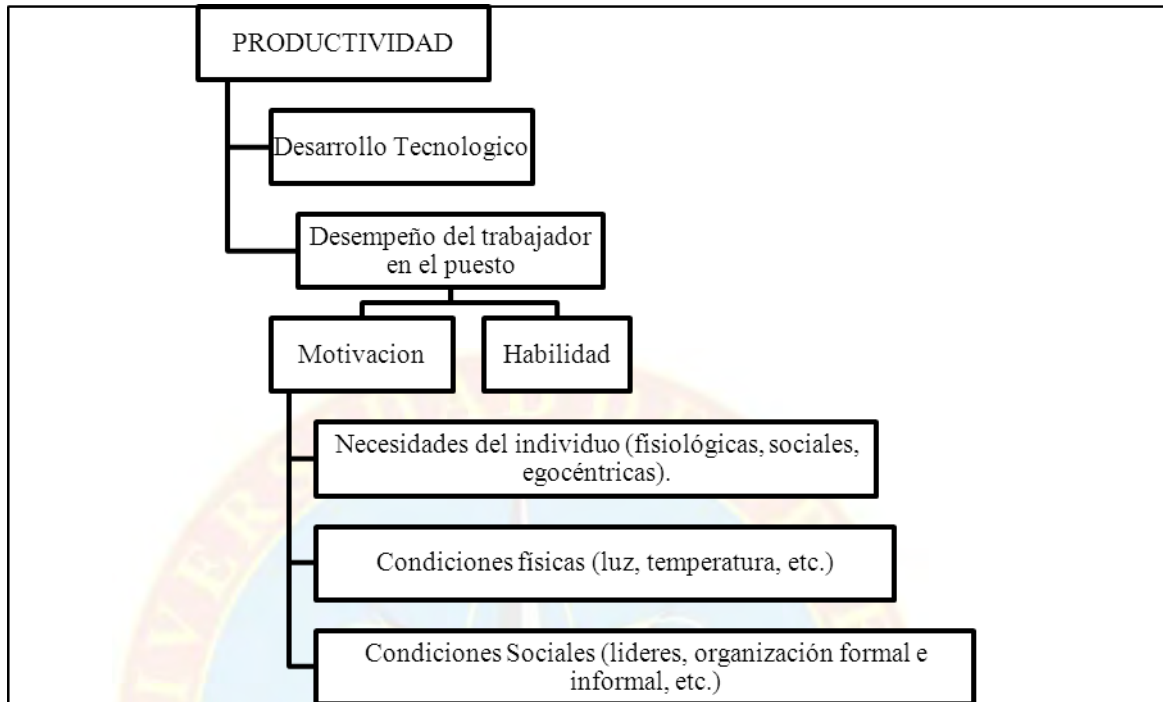 PRODUCTIVIDAD
Desarrollo Tecnologico
Desempeño del trabajador
en el puesto
Motivacion
Habilidad
Necesidades del individuo (fisiológicas, sociales,
egocéntricas).
Condiciones físicas (luz, temperatura, etc.)
Condiciones Sociales (lideres, organización formal e
informal, etc.)